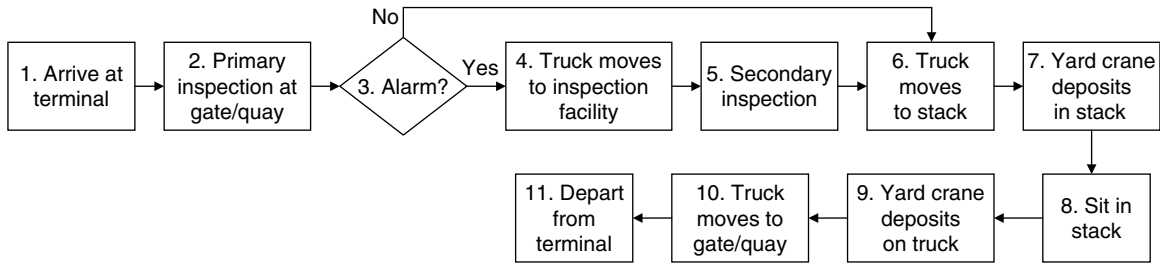 No
1. Arrive at
terminal
2. Primary
inspection at
gate/quay
3. Alarm?
Yes
4. Truck moves
to inspection
facility
5. Secondary
inspection
6. Truck
moves
to stack
7. Yard crane
deposits
in stack
8. Sit in
stack
9. Yard crane
deposits
on truck
10. Truck
moves to
gate/quay
11. Depart
from
terminal